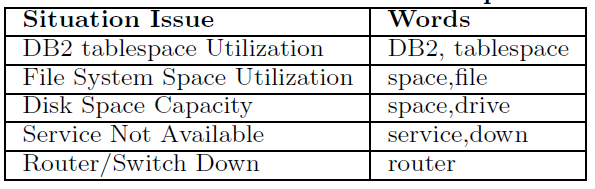 Situation Issue Words
DB2 tablespace Utilization DB2, tablespace
File System Space Utilization space,file
Disk Space Capacity space,drive
Service Not Available service,down
Router/Switch Down router